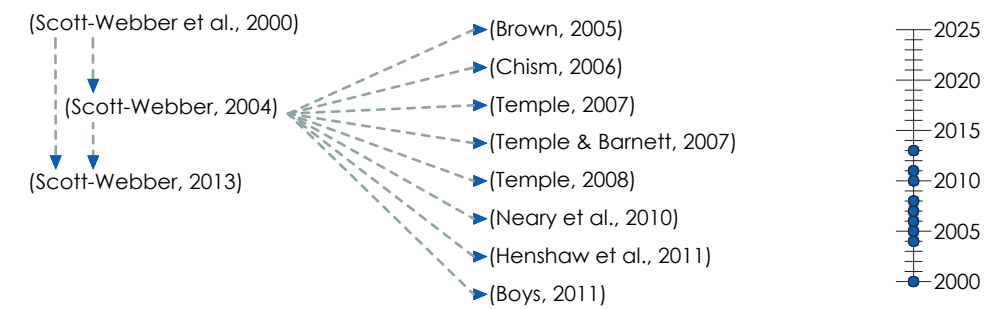 (Scott-Webber et al., 2000)
(Scott-Webber, 2004)
(Scott-Webber, 2013)
(Brown, 2005)
(Chism, 2006)
(Temple, 2007)
(Temple & Barnett, 2007)
(Temple, 2008)
(Neary et al., 2010)
(Henshaw et al., 2011)
(Boys, 2011)
2025
2020
2015
2010
2005
2000